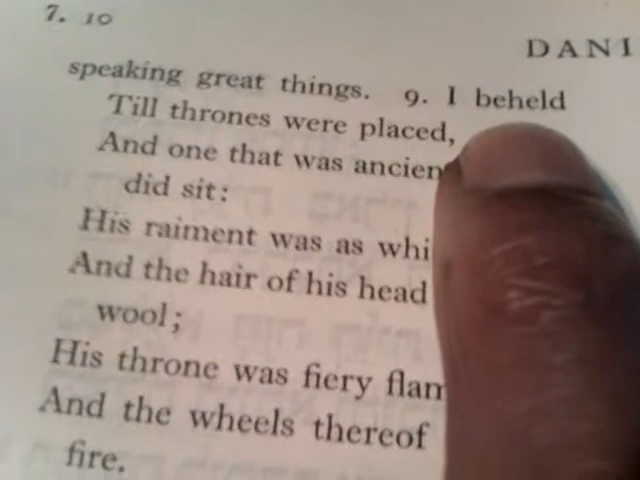 7. 10
DANI
speaking great things. 9. I beheld
Till thrones were placed,
And one that was ancien
did sit:
His raiment was as whi
And the hair of his head
wool;
His throne was fiery flam
And the wheels thereof
fire.